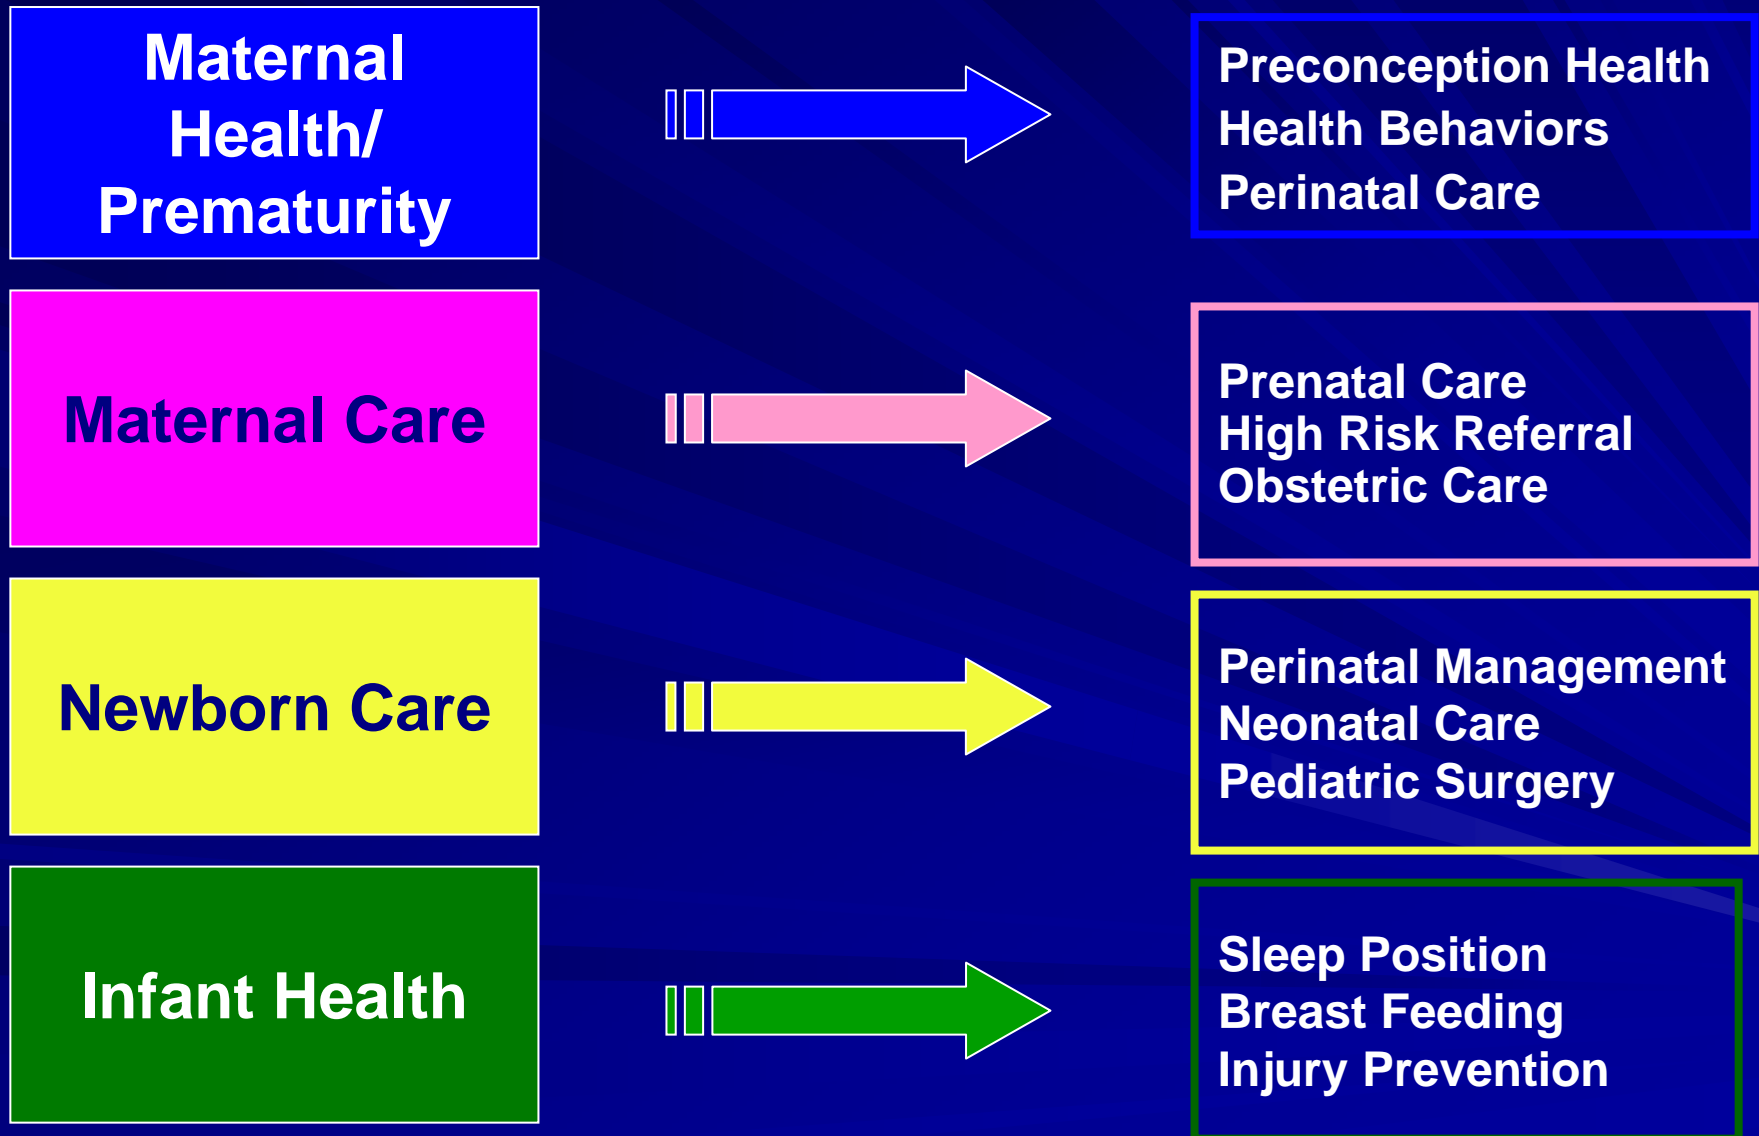 Maternal
Health/
Prematurity
Preconception Health
Health Behaviors
Perinatal Care
Maternal Care
Prenatal Care
High Risk Referral
Obstetric Care
Newborn Care
Perinatal Management
Neonatal Care
Pediatric Surgery
Infant Health
Sleep Position
Breast Feeding
Injury Prevention